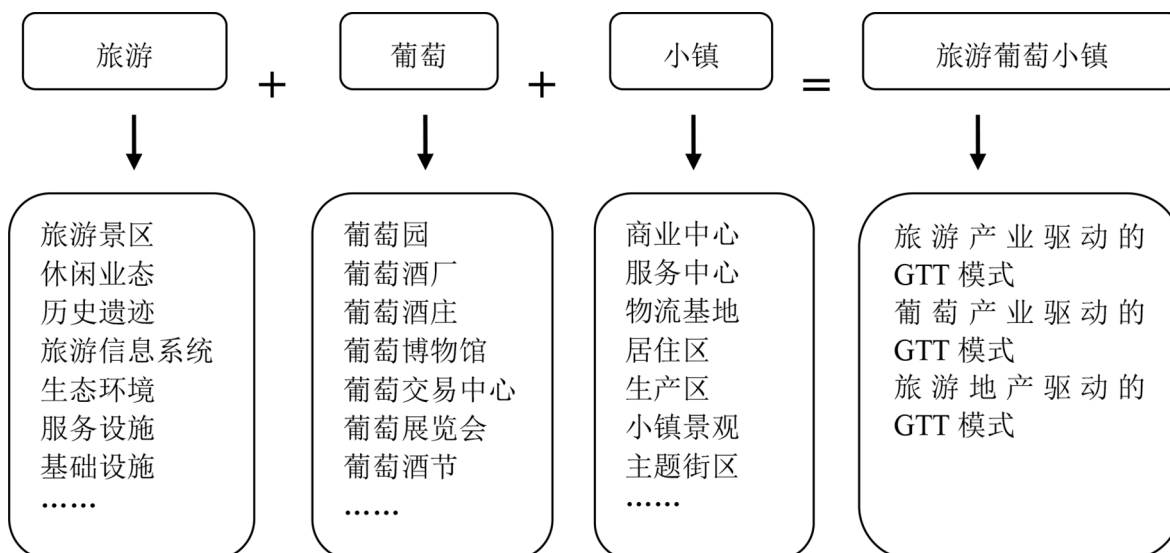 旅游
+
葡萄
+
小镇
=
旅游葡萄小镇
旅游景区
休闲业态
历史遗迹
旅游信息系统
生态环境
服务设施
基础设施
……
葡萄园
葡萄酒厂
葡萄酒庄
葡萄博物馆
葡萄交易中心
葡萄展览会
葡萄酒节
……
商业中心
服务中心
物流基地
居住区
生产区
小镇景观
主题街区
……
旅游产业驱动的
GTT 模式
葡萄产业驱动的
GTT 模式
旅游地产驱动的
GTT 模式